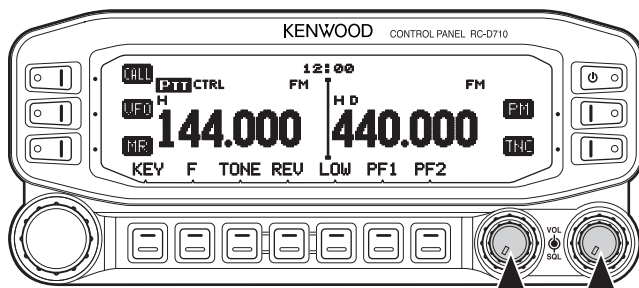 KENWOOD CONTROL PANEL RC-D710
12:00
CALL PTT CTRL FM FM
VFO H 144.000 H D 440.000 PM
MR TNC
KEY F TONE REV LOW PF1 PF2
VOL
SQL